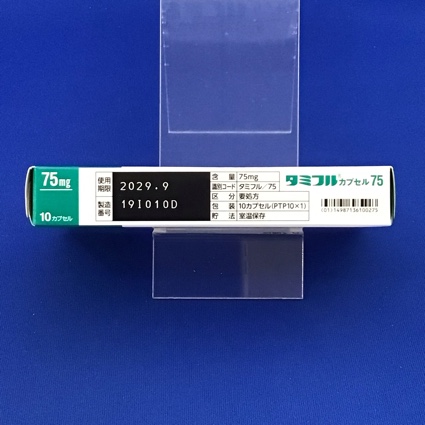 75mg
10カプセル
使用
期限
2029.9
製造
番号
19I010D
含 量 75mg
識別コード タミフル/75
区 分 要処方
包 装 10カプセル(PTP10×1)
貯 法 室温保存
タミフル®カプセル75
(01)14987136100275